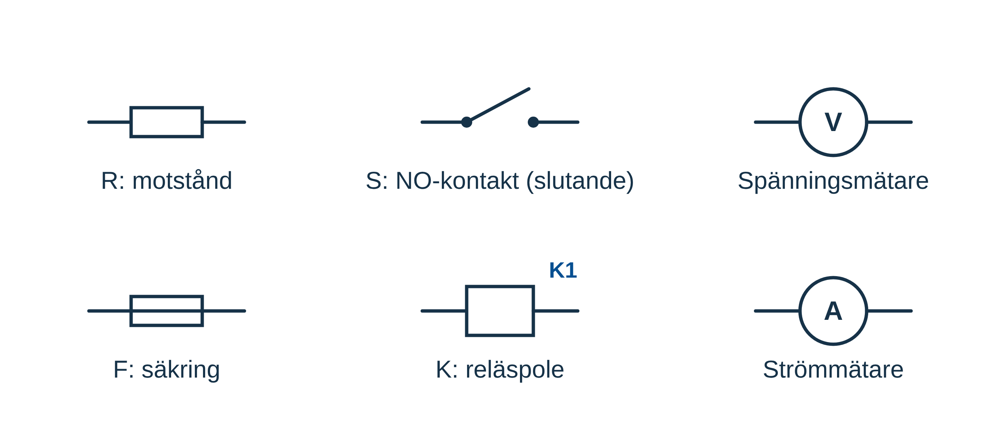 V
R: motstånd
S: NO-kontakt (slutande)
Spänningsmätare
K1
A
F: säkring
K: reläspole
Strömmätare